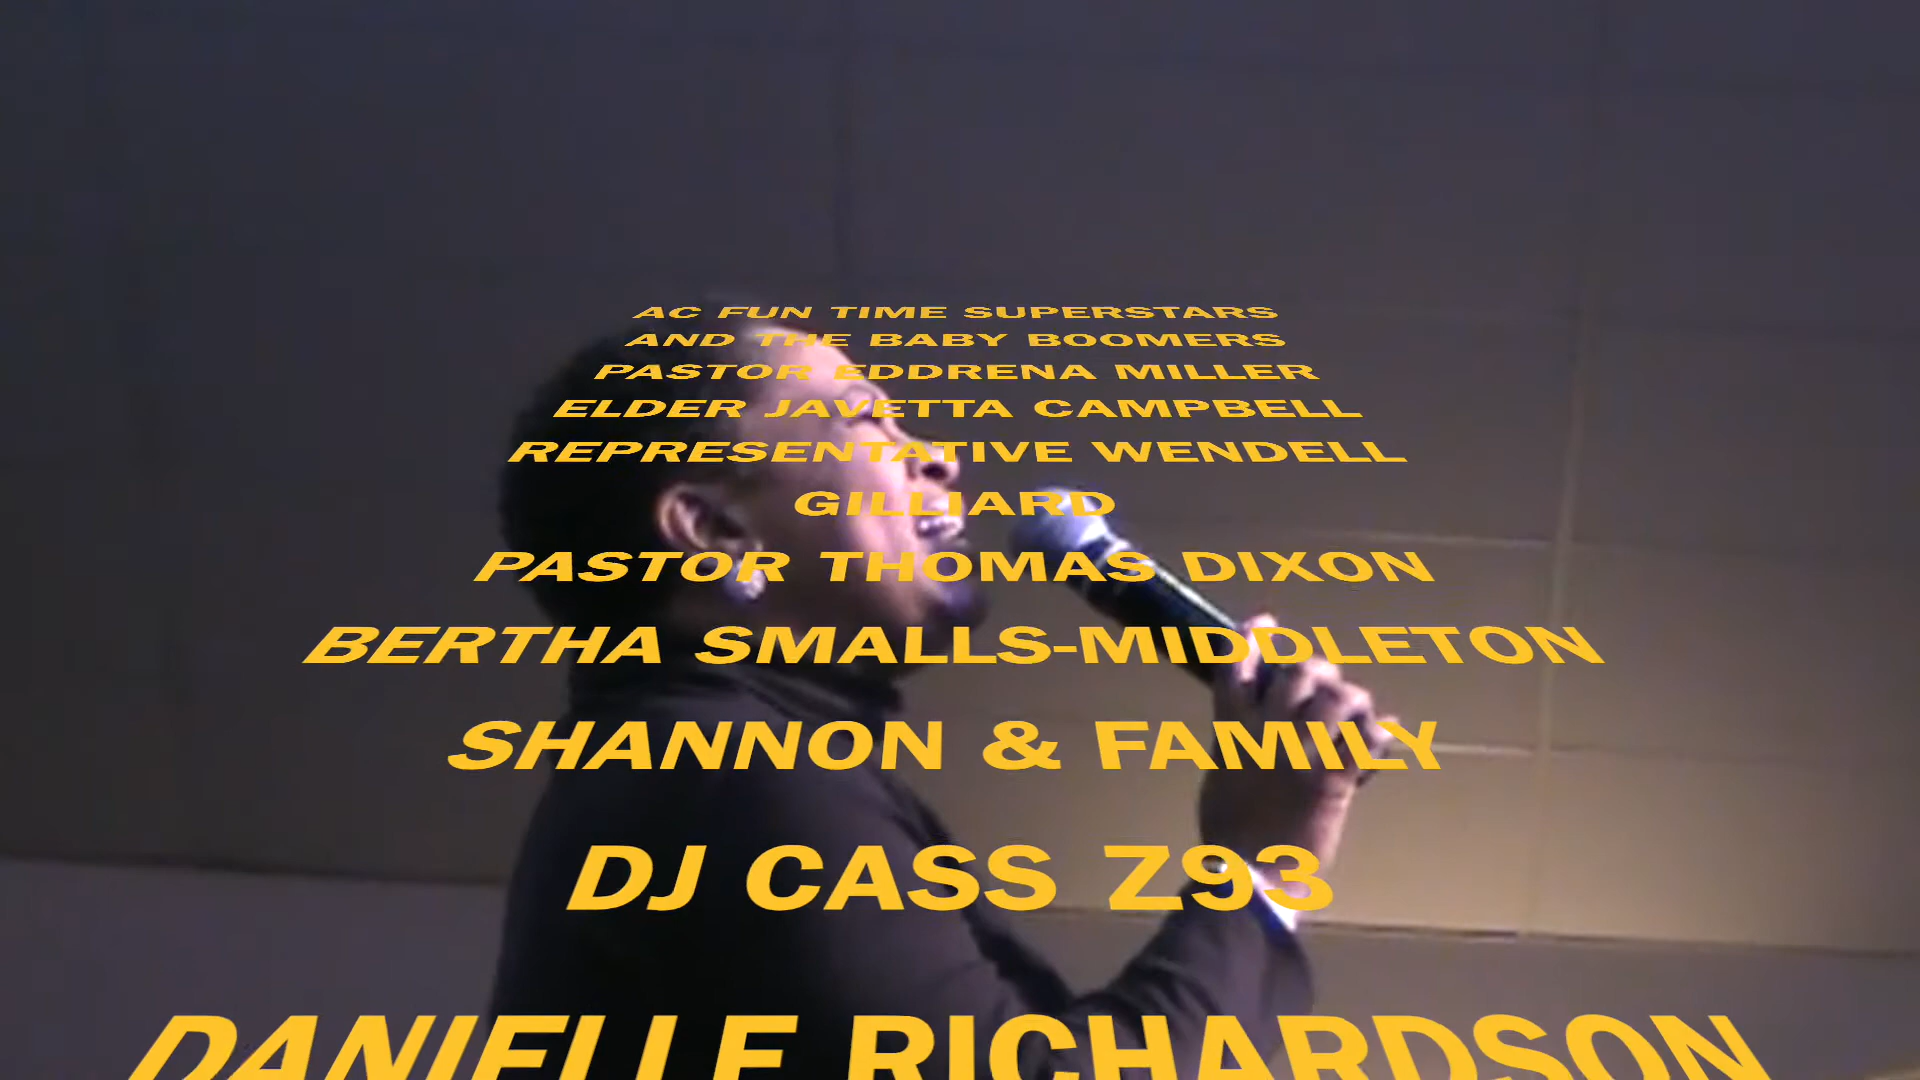 AC FUN TIME SUPERSTARS
AND THE BABY BOOMERS
PASTOR EDDRENA MILLER
ELDER JAVETTA CAMPBELL
REPRESENTATIVE WENDELL
GILLIARD
PASTOR THOMAS DIXON
BERTHA SMALLS-MIDDLETON
SHANNON & FAMILY
DJ CASS Z93
DANIELLE RICHARDSON